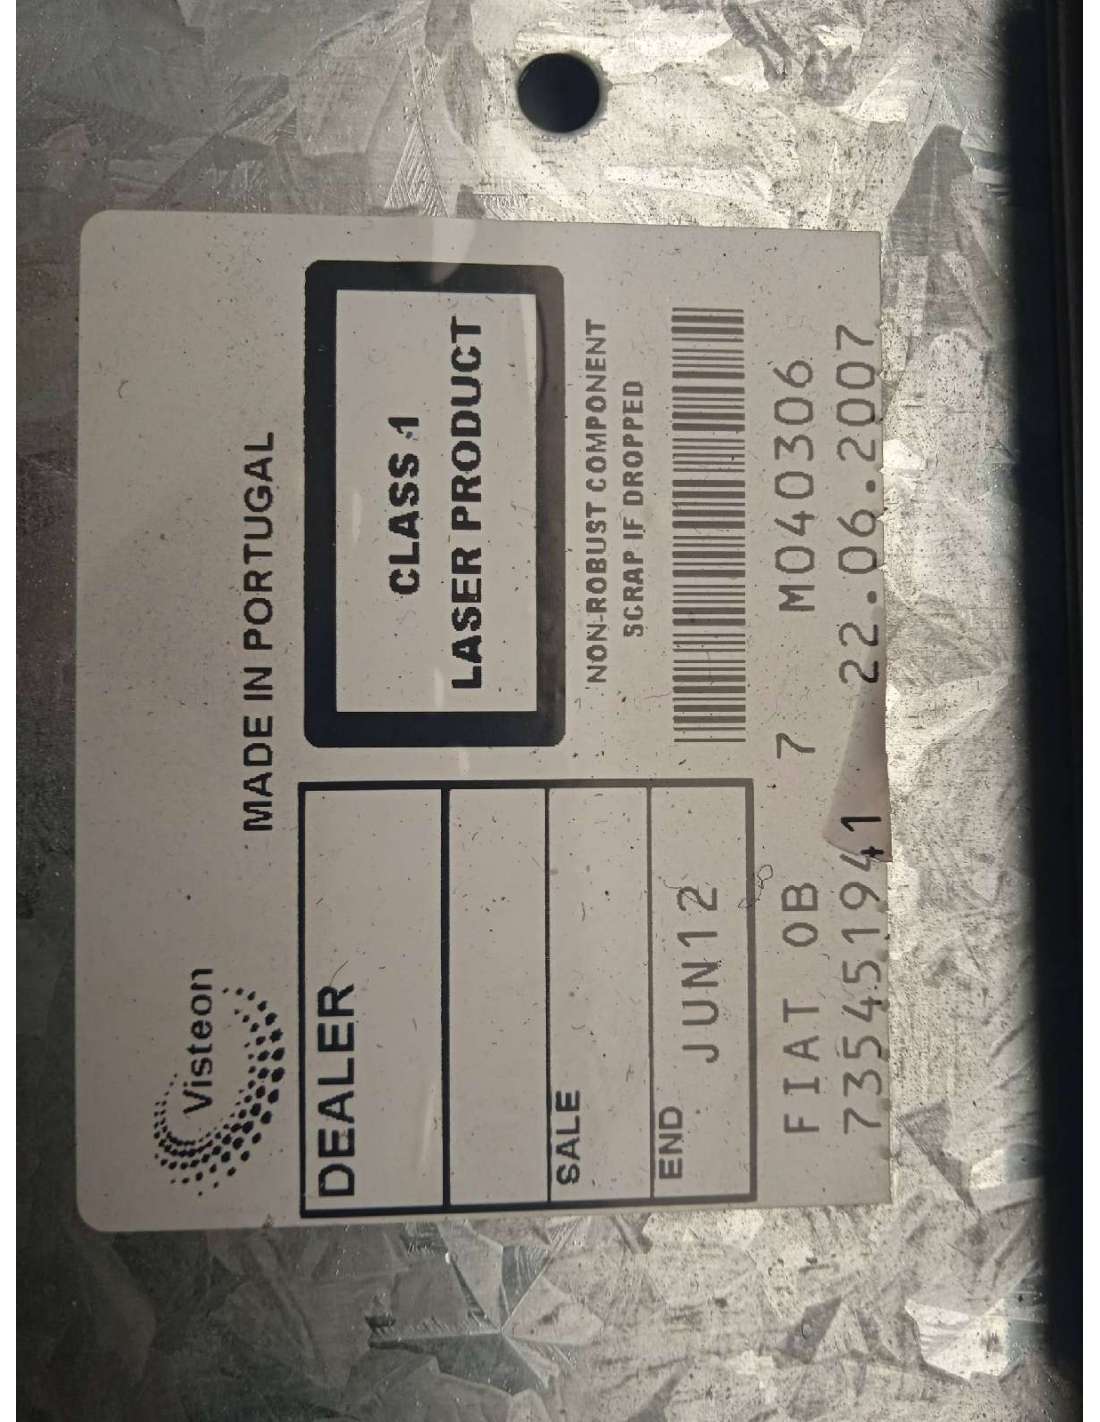 Visteon
MADE IN PORTUGAL
DEALER
SALE
END JUN12
CLASS 1
LASER PRODUCT
NON-ROBUST COMPONENT
SCRAP IF DROPPED
FIAT OB 7 M040306
735451941 22.06.2007